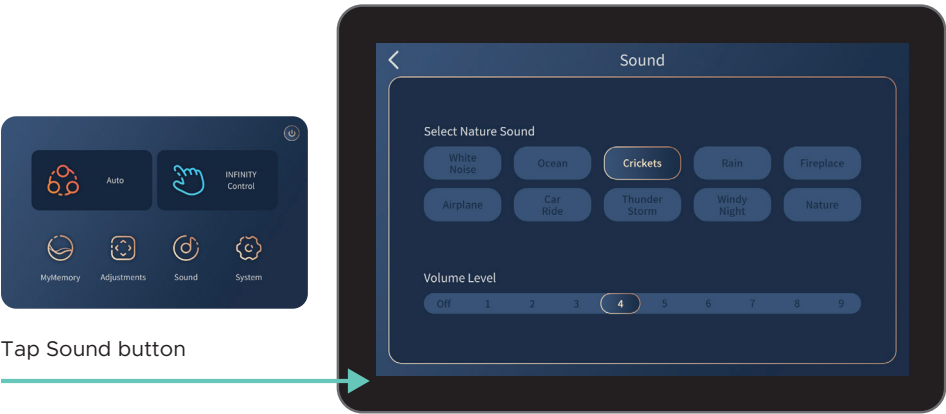 Auto
INFINITY
Control
MyMemory
Adjustments
Sound
System
Tap Sound button
Sound
Select Nature Sound
White
Noise
Ocean
Crickets
Rain
Fireplace
Airplane
Car
Ride
Thunder
Storm
Windy
Night
Nature
Volume Level
Off 1 2 3 4 5 6 7 8 9